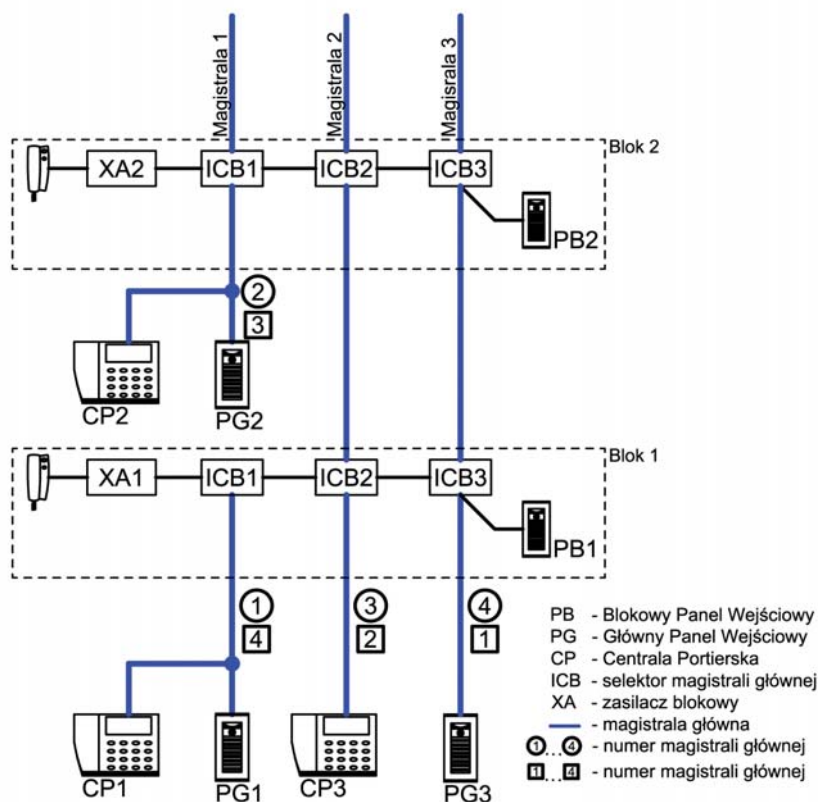 Magistrala 1
Magistrala 2
Magisrala 3
Blok 2
XA2
ICB1
ICB2
ICB3
PB2
2
3
CP2
PG2
Blok 1
XA1
ICB1
ICB2
ICB3
PB1
1
4
3
2
4
1
CP1
PG1
CP3
PG3
PB - Blokowy Panel Wejściowy
PG - Główny Panel Wejściowy
CP - Centrala Portierska
ICB - selektor magistrali głównej
XA - zasilacz blokowy
- magistrala główna
1...4 - numer magistrali głównej
1...4 - numer magistrali głównej